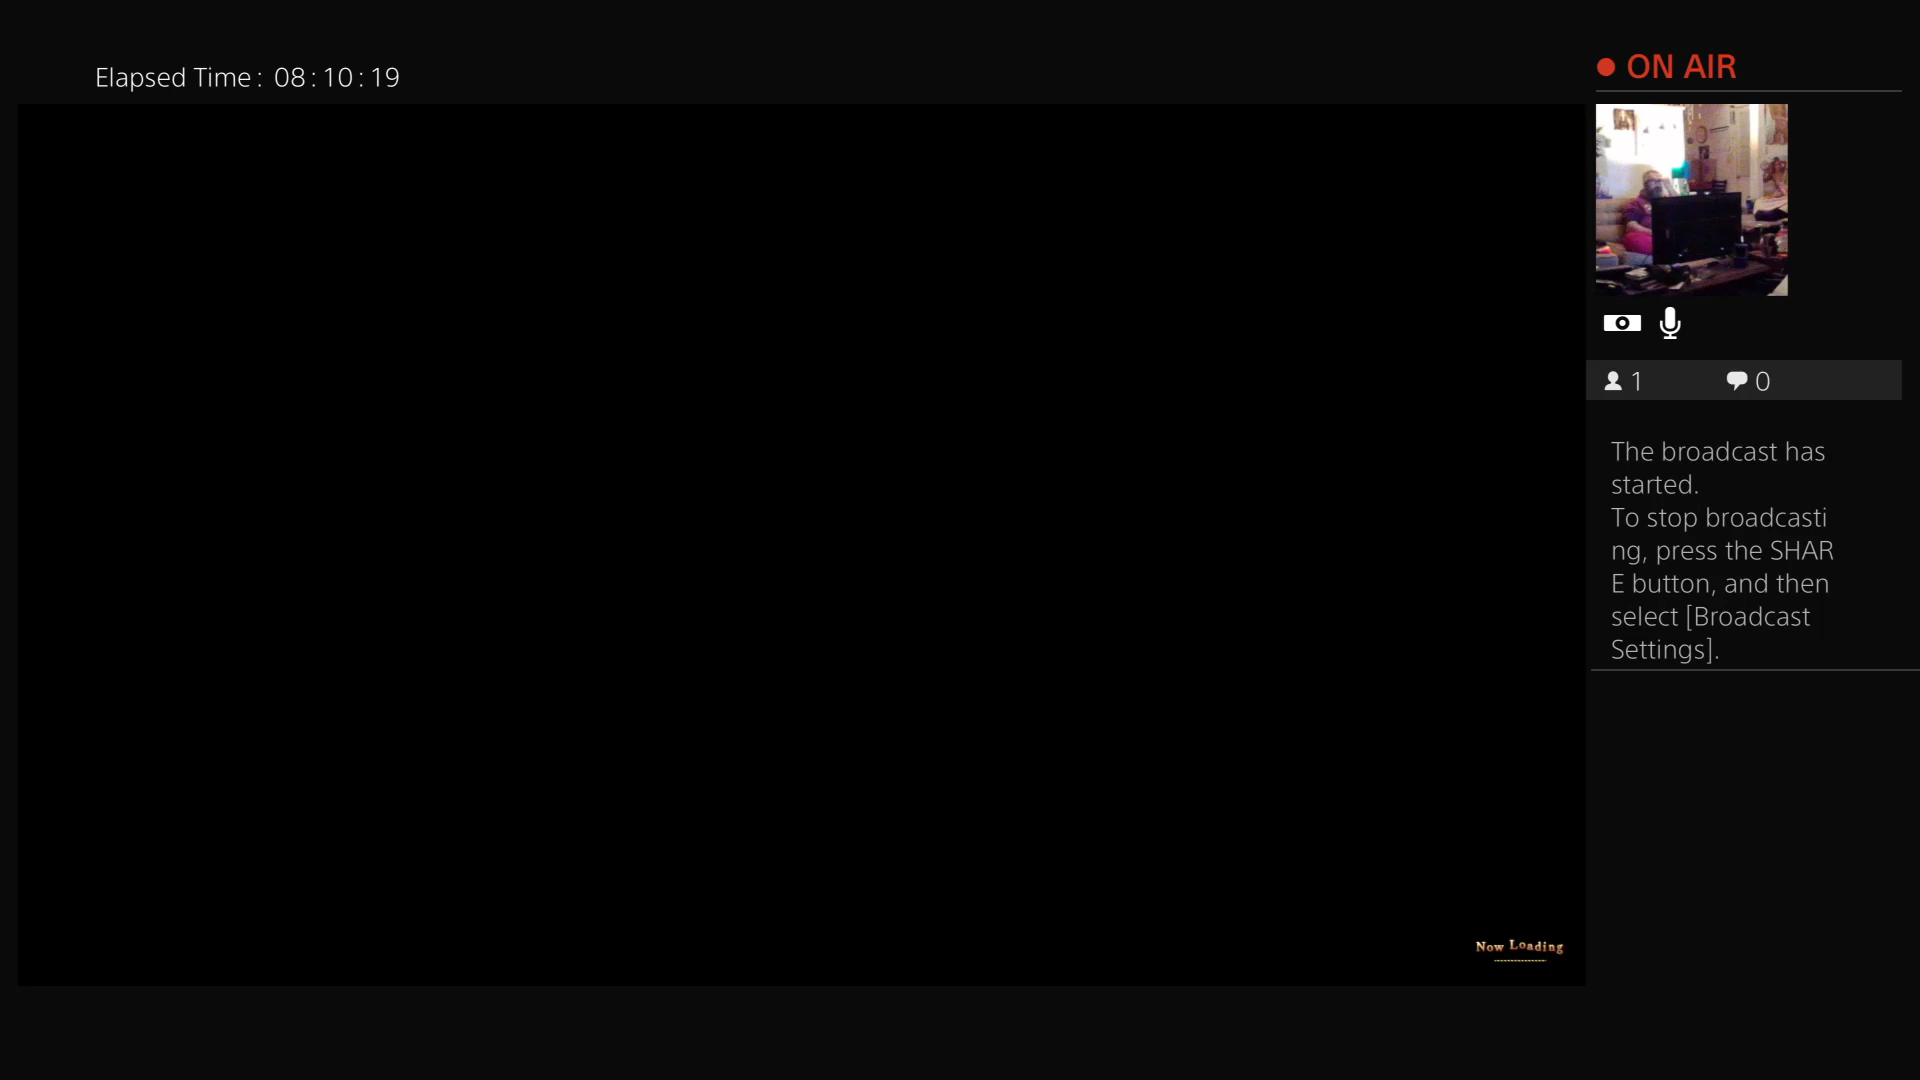 Elapsed Time: 08:10:19
ON AIR
1
0
The broadcast has
started.
To stop broadcasti
ng, press the SHAR
E button, and then
select [Broadcast
Settings].
Now Loading